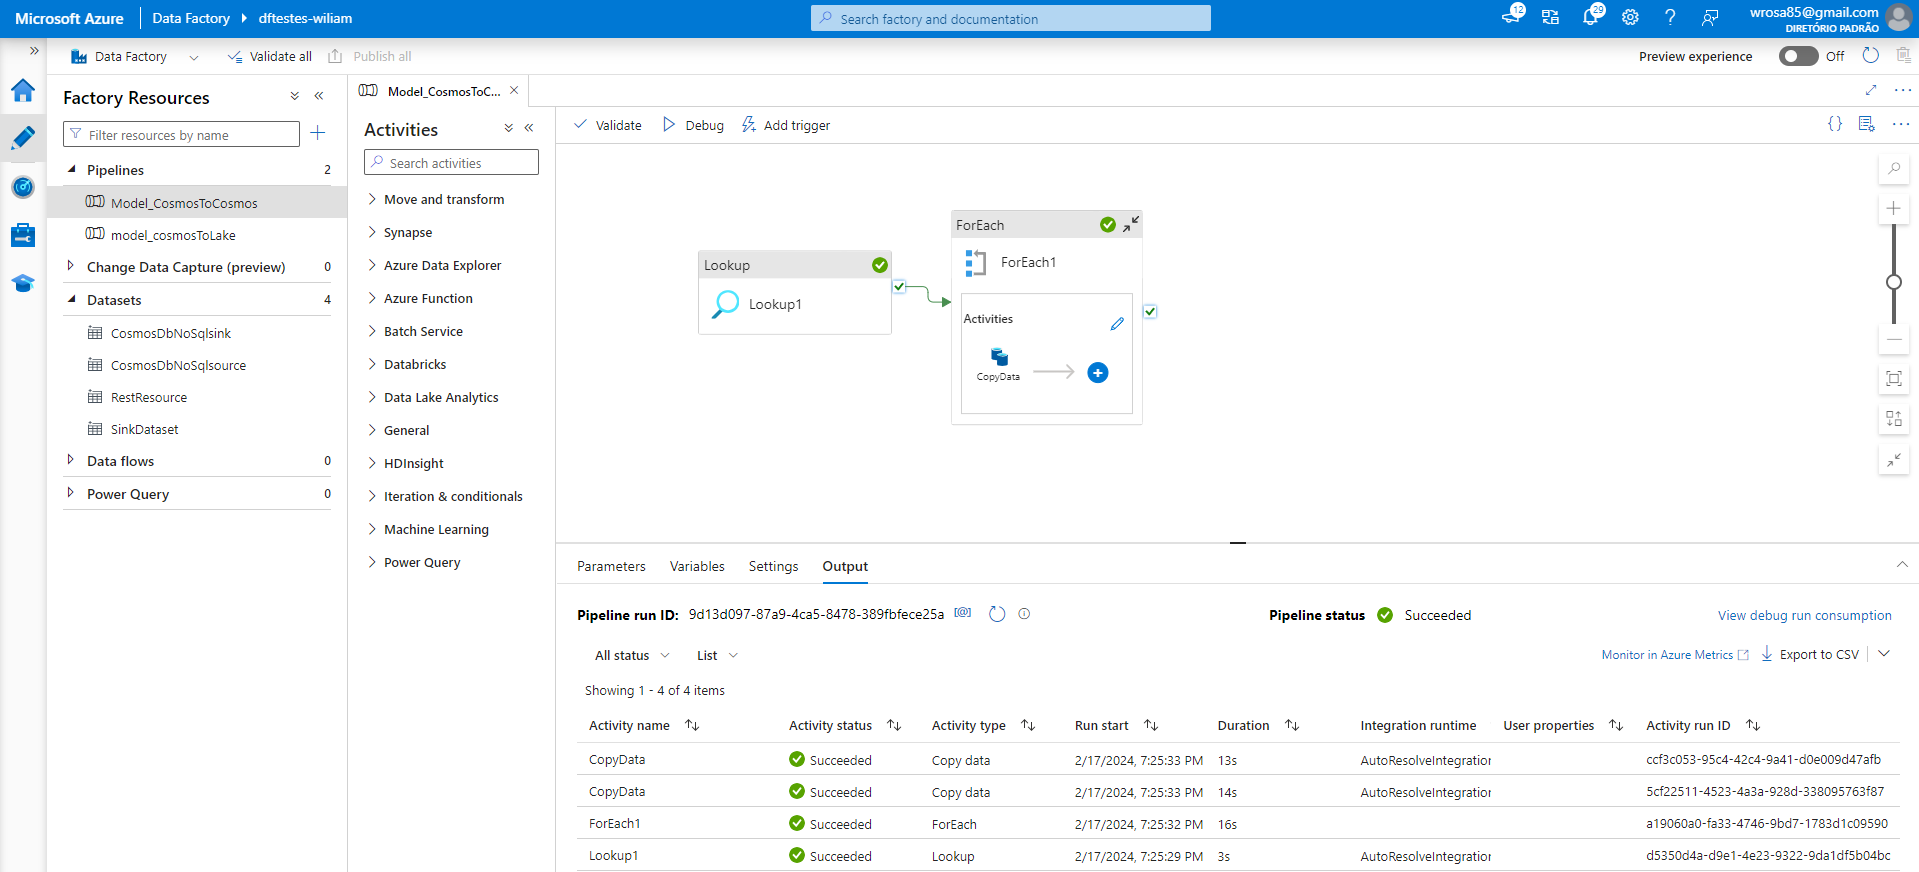 Microsoft Azure
Data Factory
dftestes-wiliam
Search factory and documentation
12
29
wrosa85@gmail.com
DIRETÓRIO PADRÃO
Data Factory
Validate all
Publish all
Preview experience
Off
Factory Resources
Filter resources by name
Pipelines 2
Model_CosmosToCosmos
model_cosmosToLake
Change Data Capture (preview) 0
Datasets 4
CosmosDbNoSqlsink
CosmosDbNoSqlsource
RestResource
SinkDataset
Data flows 0
Power Query 0
Model_CosmosToC...
Activities
Search activities
Move and transform
Synapse
Azure Data Explorer
Azure Function
Batch Service
Databricks
Data Lake Analytics
General
HDInsight
Iteration & conditionals
Machine Learning
Power Query
Validate
Debug
Add trigger
Lookup
Lookup1
ForEach
ForEach1
Activities
CopyData
Parameters Variables Settings Output
Pipeline run ID: 9d13d097-87a9-4ca5-8478-389fbfece25a
Pipeline status Succeeded
View debug run consumption
All status List
Monitor in Azure Metrics
Export to CSV
Showing 1 - 4 of 4 items
Activity name Activity status Activity type Run start Duration Integration runtime User properties Activity run ID
CopyData Succeeded Copy data 2/17/2024, 7:25:33 PM 13s AutoResolveIntegration ccf3c053-95c4-42c4-9a41-d0e009d47afb
CopyData Succeeded Copy data 2/17/2024, 7:25:33 PM 14s AutoResolveIntegration 5cf22511-4523-4a3a-928d-338095763f87
ForEach1 Succeeded ForEach 2/17/2024, 7:25:32 PM 16s a19060a0-fa33-4746-9bd7-1783d1c09590
Lookup1 Succeeded Lookup 2/17/2024, 7:25:29 PM 3s AutoResolveIntegration d5350d4a-d9e1-4e23-9322-9da1df5b04bc